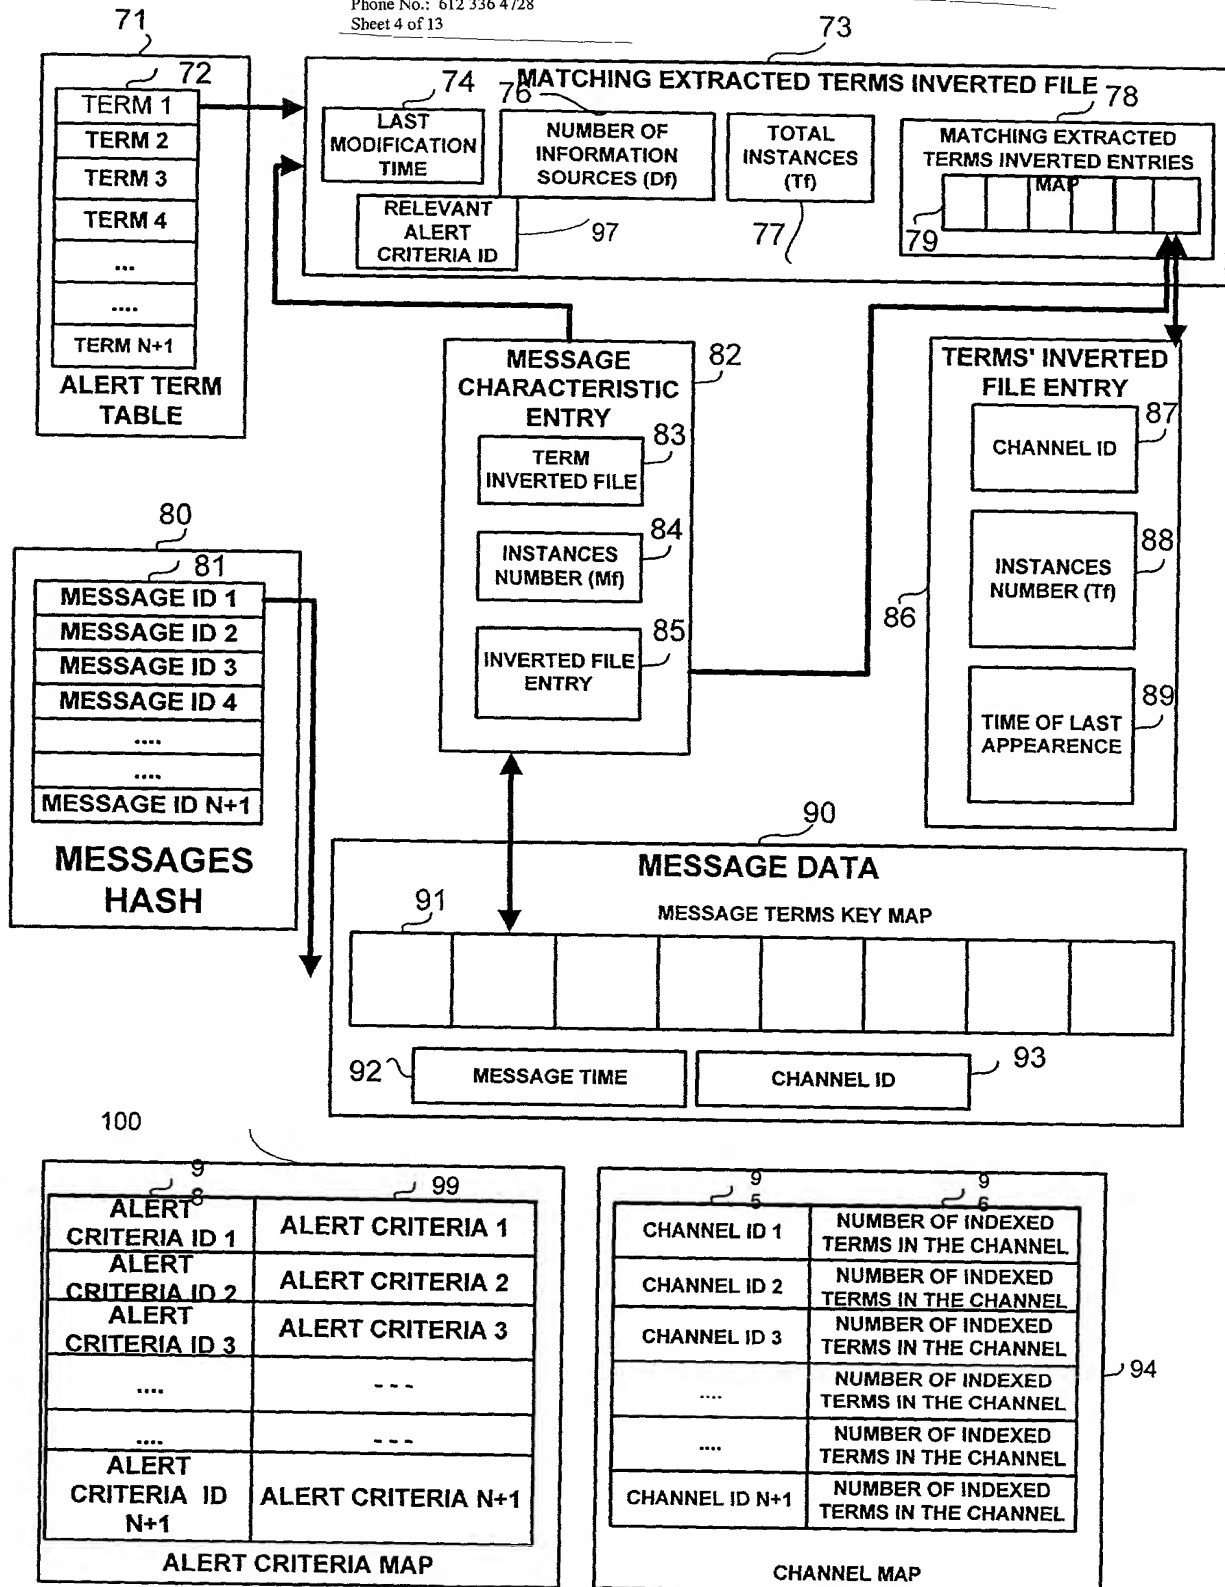 Phone No.: 612 336 4728
Sheet 4 of 13
71
72
TERM 1
TERM 2
TERM 3
TERM 4
...
....
TERM N+1
ALERT TERM
TABLE
73
MATCHING EXTRACTED TERMS INVERTED FILE
74
LAST
MODIFICATION
TIME
76
NUMBER OF
INFORMATION
SOURCES (Df)
TOTAL
INSTANCES
(Tf)
77
78
MATCHING EXTRACTED
TERMS INVERTED ENTRIES
MAP
79
RELEVANT
ALERT
CRITERIA ID
97
82
MESSAGE
CHARACTERISTIC
ENTRY
83
TERM
INVERTED FILE
84
INSTANCES
NUMBER (Mf)
85
INVERTED FILE
ENTRY
TERMS' INVERTED
FILE ENTRY
87
CHANNEL ID
88
INSTANCES
NUMBER (Tf)
86
89
TIME OF LAST
APPEARENCE
80
81
MESSAGE ID 1
MESSAGE ID 2
MESSAGE ID 3
MESSAGE ID 4
....
....
MESSAGE ID N+1
MESSAGES
HASH
90
MESSAGE DATA
91
MESSAGE TERMS KEY MAP
92
MESSAGE TIME
CHANNEL ID
93
100
9
8
99
ALERT
CRITERIA ID 1
ALERT CRITERIA 1
ALERT
CRITERIA ID 2
ALERT CRITERIA 2
ALERT
CRITERIA ID 3
ALERT CRITERIA 3
....
- - -
....
- - -
ALERT
CRITERIA ID
N+1
ALERT CRITERIA N+1
ALERT CRITERIA MAP
9
5
9
6
CHANNEL ID 1
NUMBER OF INDEXED
TERMS IN THE CHANNEL
CHANNEL ID 2
NUMBER OF INDEXED
TERMS IN THE CHANNEL
CHANNEL ID 3
NUMBER OF INDEXED
TERMS IN THE CHANNEL
....
NUMBER OF INDEXED
TERMS IN THE CHANNEL
....
NUMBER OF INDEXED
TERMS IN THE CHANNEL
CHANNEL ID N+1
NUMBER OF INDEXED
TERMS IN THE CHANNEL
94
CHANNEL MAP